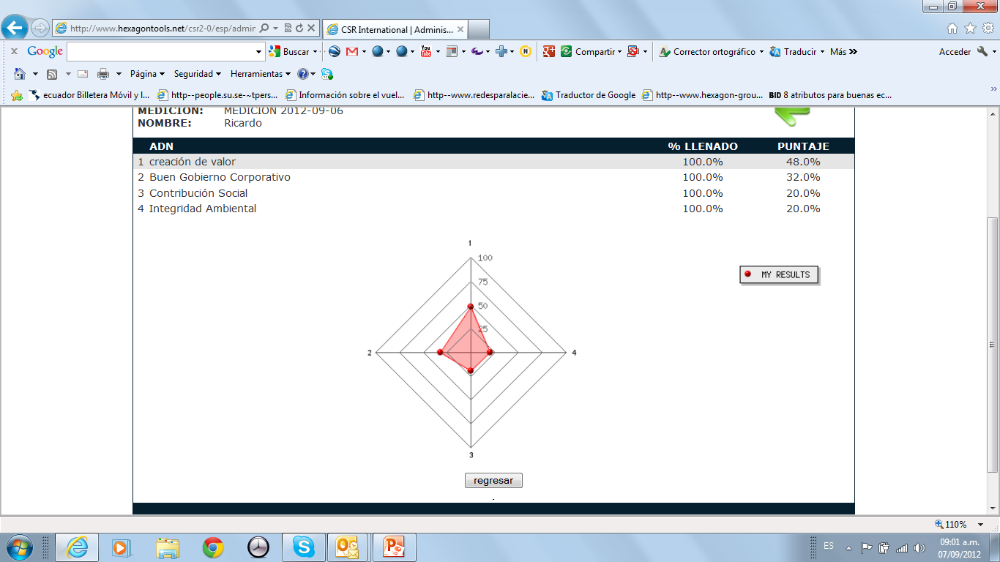 http://www.hexagontools.net/csr2-0/esp/admir
CSR International | Adminis...
Google
Buscar
Compartir
Corrector ortográfico
Traducir
Más
Acceder
Página
Seguridad
Herramientas
ecuador Billetera Móvil y l...
http--people.su.se-~tpers...
Información sobre el vuel...
http--www.redesparalacie...
Traductor de Google
http--www.hexagon-grou...
BID 8 atributos para buenas ec...
MEDICION: MEDICION 2012-09-06
NOMBRE: Ricardo
ADN % LLENADO PUNTAJE
1 creación de valor 100.0% 48.0%
2 Buen Gobierno Corporativo 100.0% 32.0%
3 Contribución Social 100.0% 20.0%
4 Integridad Ambiental 100.0% 20.0%
1
100
75
50
25
2
4
3
MY RESULTS
regresar
110%
ES
09:01 a.m.
07/09/2012